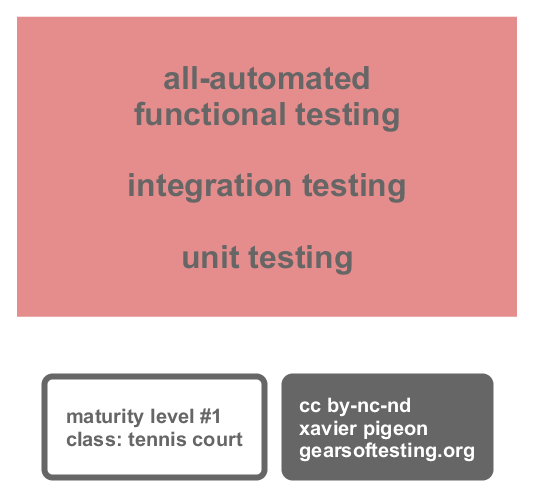 all-automated
functional testing
integration testing
unit testing
maturity level #1
class: tennis court
cc by-nc-nd
xavier pigeon
gearsoftesting.org